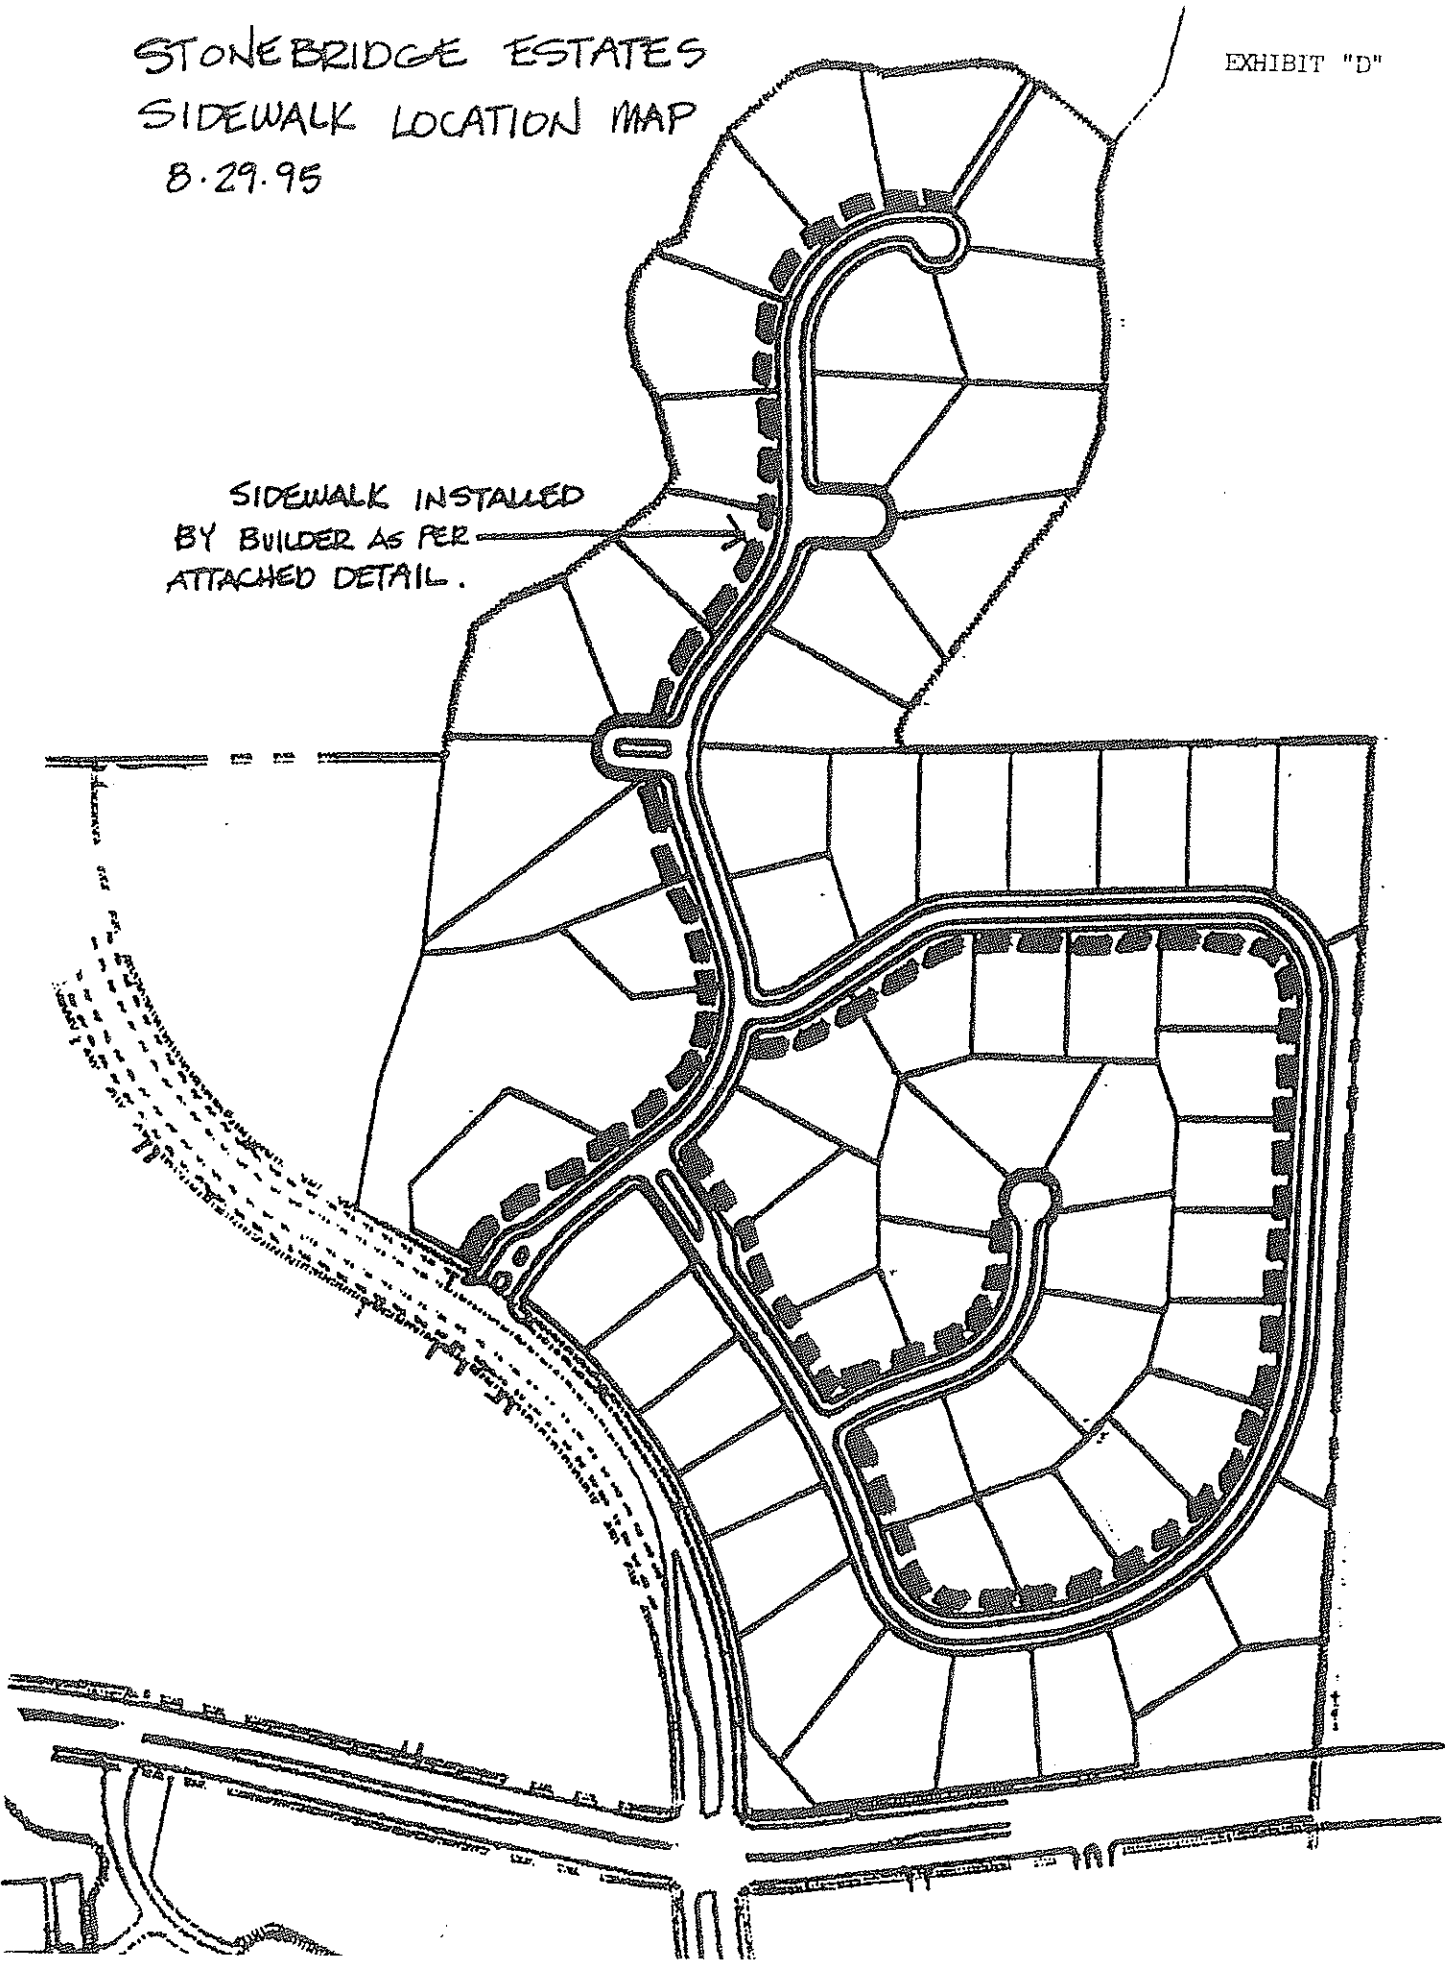 STONEBRIDGE ESTATES
SIDEWALK LOCATION MAP
8.29.95
EXHIBIT "D"
SIDEWALK INSTALLED
BY BUILDER AS PER
ATTACHED DETAIL.